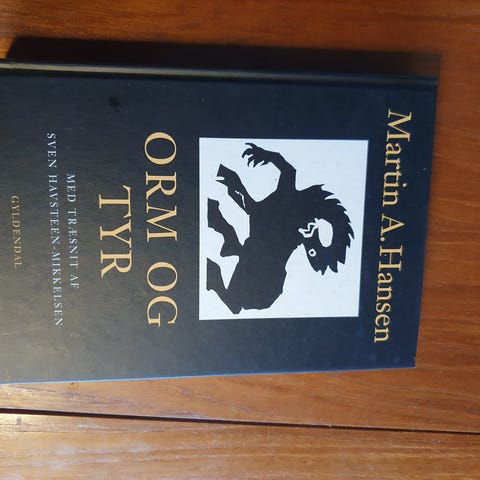 Martin A. Hansen
ORM OG
TYR
MED TRÆSNIT AF
SVEN HAVSTEEN-MIKKELSEN
GYLDENDAL